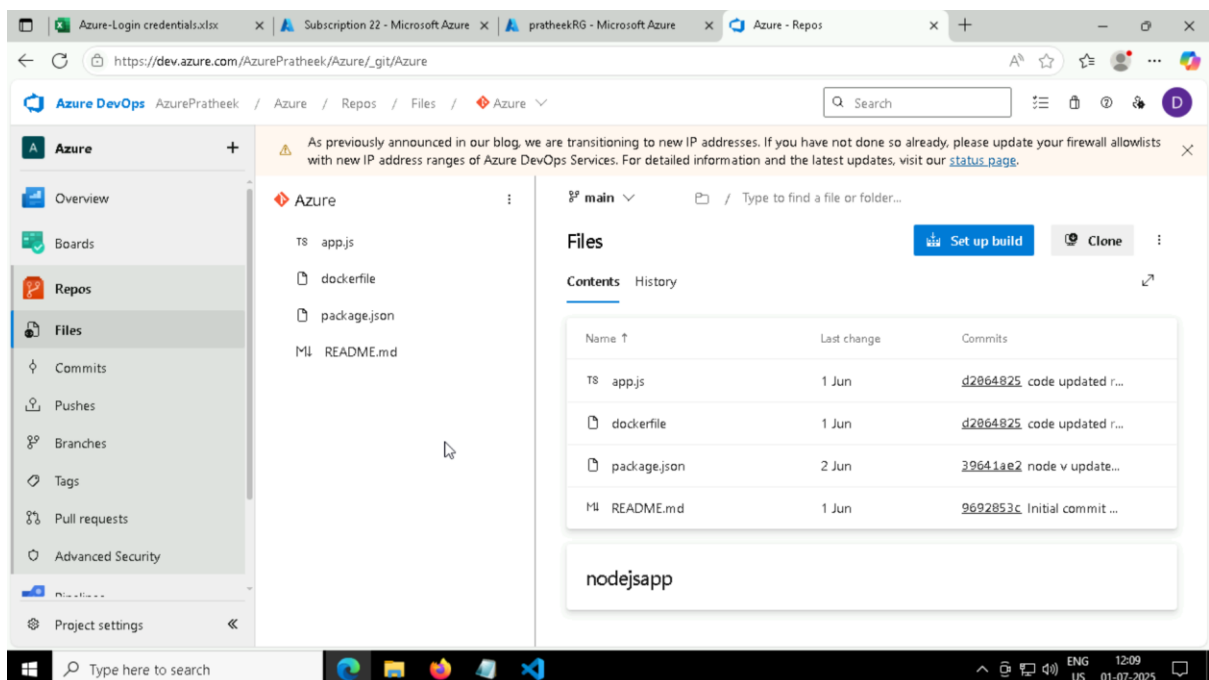 Azure-Login credentials.xlsx
Subscription 22 - Microsoft Azure
pratheekRG - Microsoft Azure
Azure - Repos
https://dev.azure.com/AzurePratheek/Azure/_git/Azure
Azure DevOps AzurePratheek / Azure / Repos / Files / Azure
Search
D
A Azure +
As previously announced in our blog, we are transitioning to new IP addresses. If you have not done so already, please update your firewall allowlists
with new IP address ranges of Azure DevOps Services. For detailed information and the latest updates, visit our status page.
Overview
Boards
Repos
Files
Commits
Pushes
Branches
Tags
Pull requests
Advanced Security
Pipelines
Project settings
Azure
TS app.js
dockerfile
package.json
M↓ README.md
main
/ Type to find a file or folder...
Files
Set up build
Clone
Contents History
Name ↑ Last change Commits
TS app.js 1 Jun d2064825 code updated r...
dockerfile 1 Jun d2064825 code updated r...
package.json 2 Jun 39641ae2 node v update...
M↓ README.md 1 Jun 9692853c Initial commit ...
nodejsapp
Type here to search
ENG
US
12:09
01-07-2025